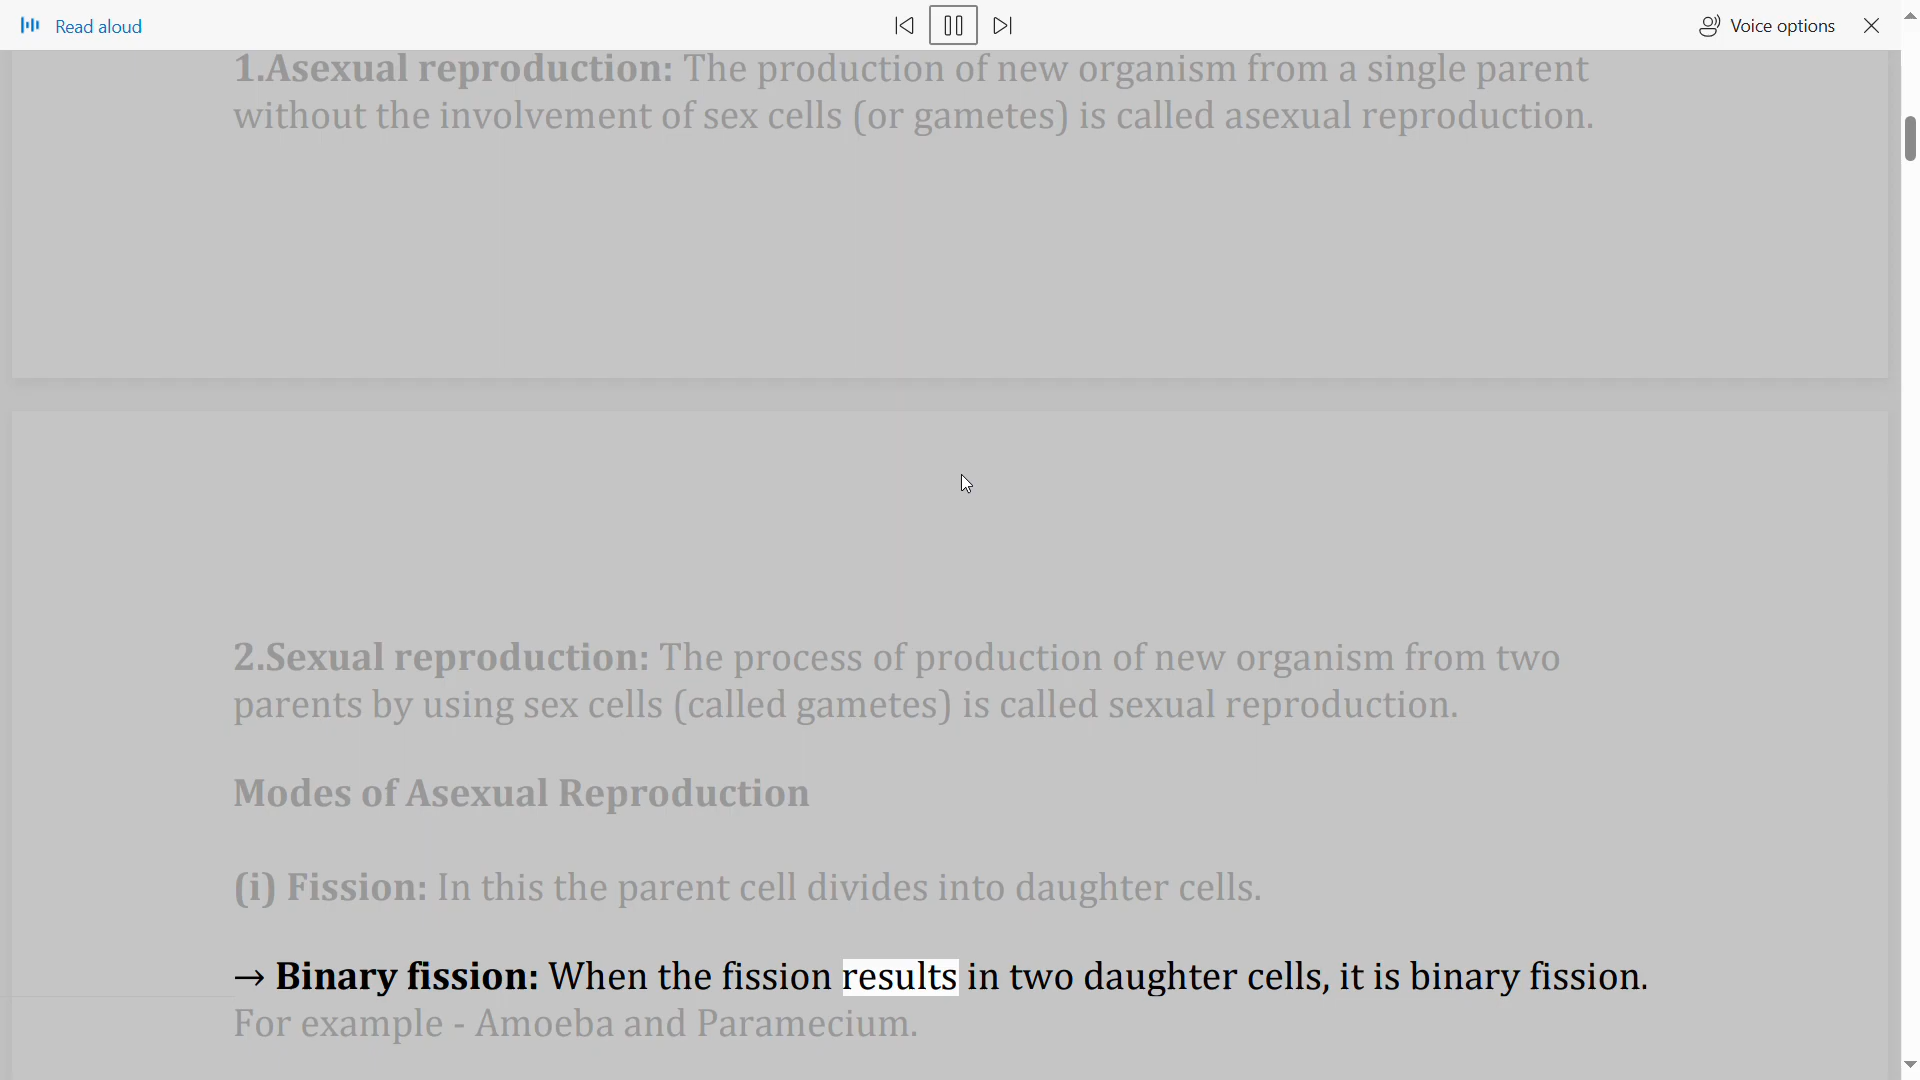 Read aloud
Voice options
1.Asexual reproduction: The production of new organism from a single parent
without the involvement of sex cells (or gametes) is called asexual reproduction.
2.Sexual reproduction: The process of production of new organism from two
parents by using sex cells (called gametes) is called sexual reproduction.
Modes of Asexual Reproduction
(i) Fission: In this the parent cell divides into daughter cells.
→ Binary fission: When the fission results in two daughter cells, it is binary fission.
For example - Amoeba and Paramecium.